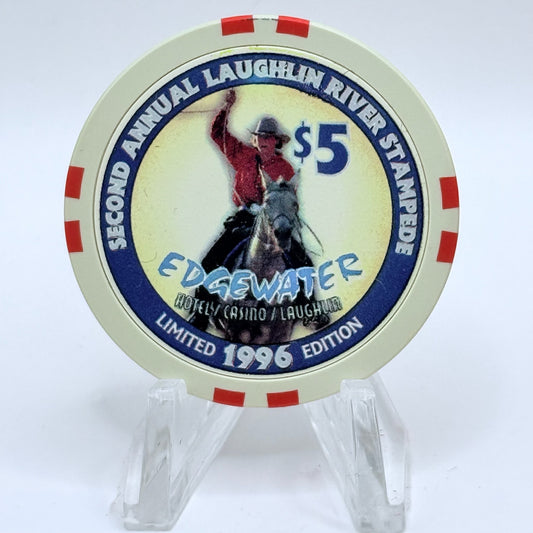 SECOND ANNUAL LAUGHLIN RIVER STAMPEDE
$5
EDGEWATER
HOTEL / CASINO / LAUGHLIN
LIMITED 1996 EDITION